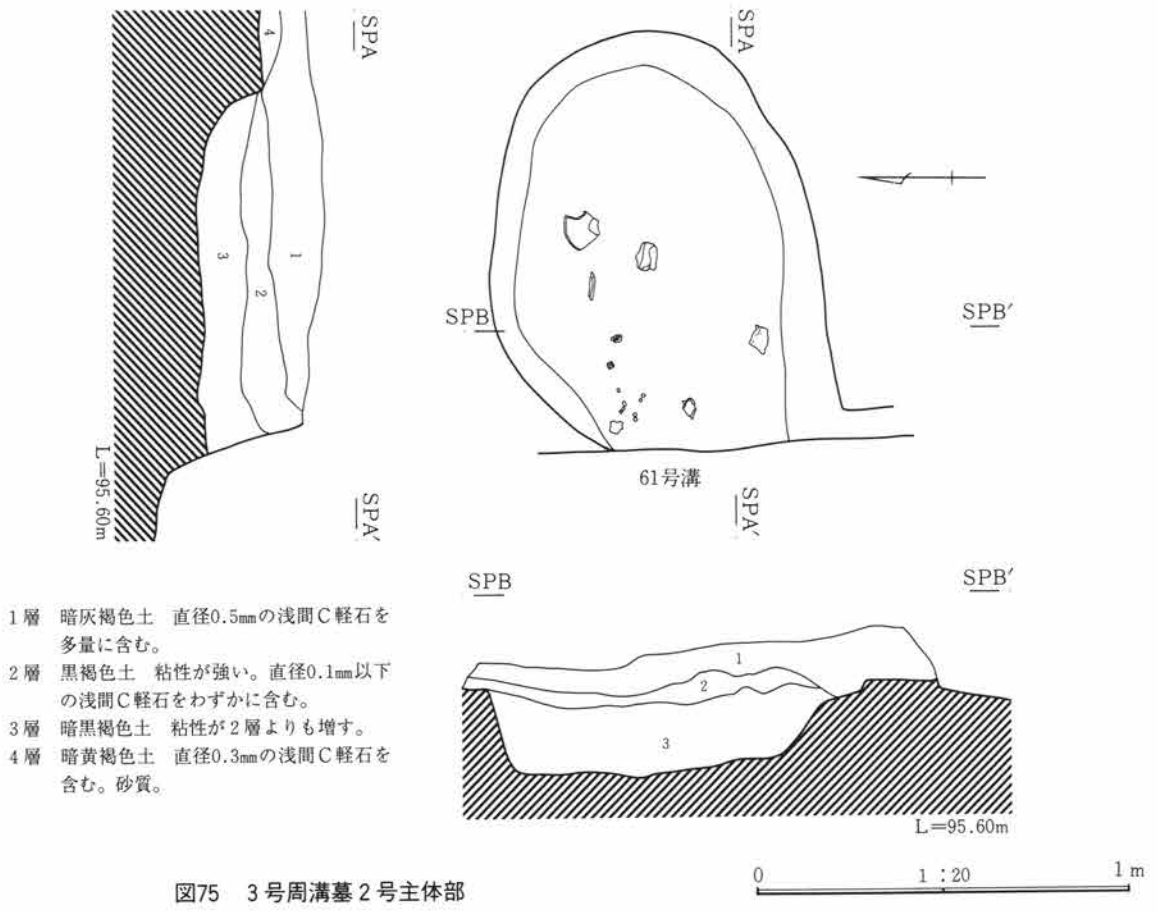 SPA
SPA
4
3
2
1
SPB
SPB′
L=95.60m
SPA′
61号溝
SPA′
SPB
SPB′
1
2
3
L=95.60m
1層 暗灰褐色土 直径0.5mmの浅間C軽石を
多量に含む。
2層 黒褐色土 粘性が強い。直径0.1mm以下
の浅間C軽石をわずかに含む。
3層 暗黒褐色土 粘性が2層よりも増す。
4層 暗黄褐色土 直径0.3mmの浅間C軽石を
含む。砂質。
図75 3号周溝墓2号主体部
0 1:20 1m